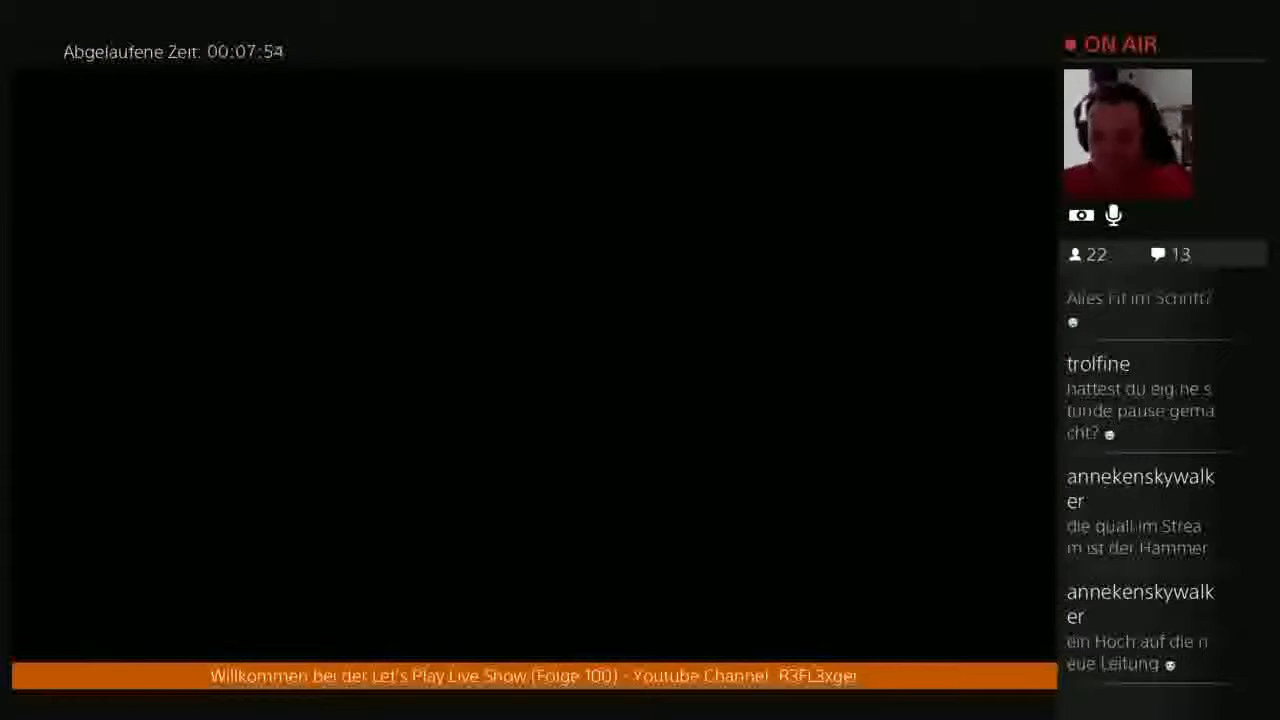 Abgelaufene Zeit: 00:07:54
ON AIR
22
13
Alles Fit im Schritt?
trolfine
hattest du eig ne s
tunde pause gema
cht?
annekenskywalk
er
die quali im Strea
m ist der Hammer
annekenskywalk
er
ein Hoch auf die n
eue Leitung
Willkommen bei der Let's Play Live Show (Folge 100) - Youtube Channel R3FL3xger